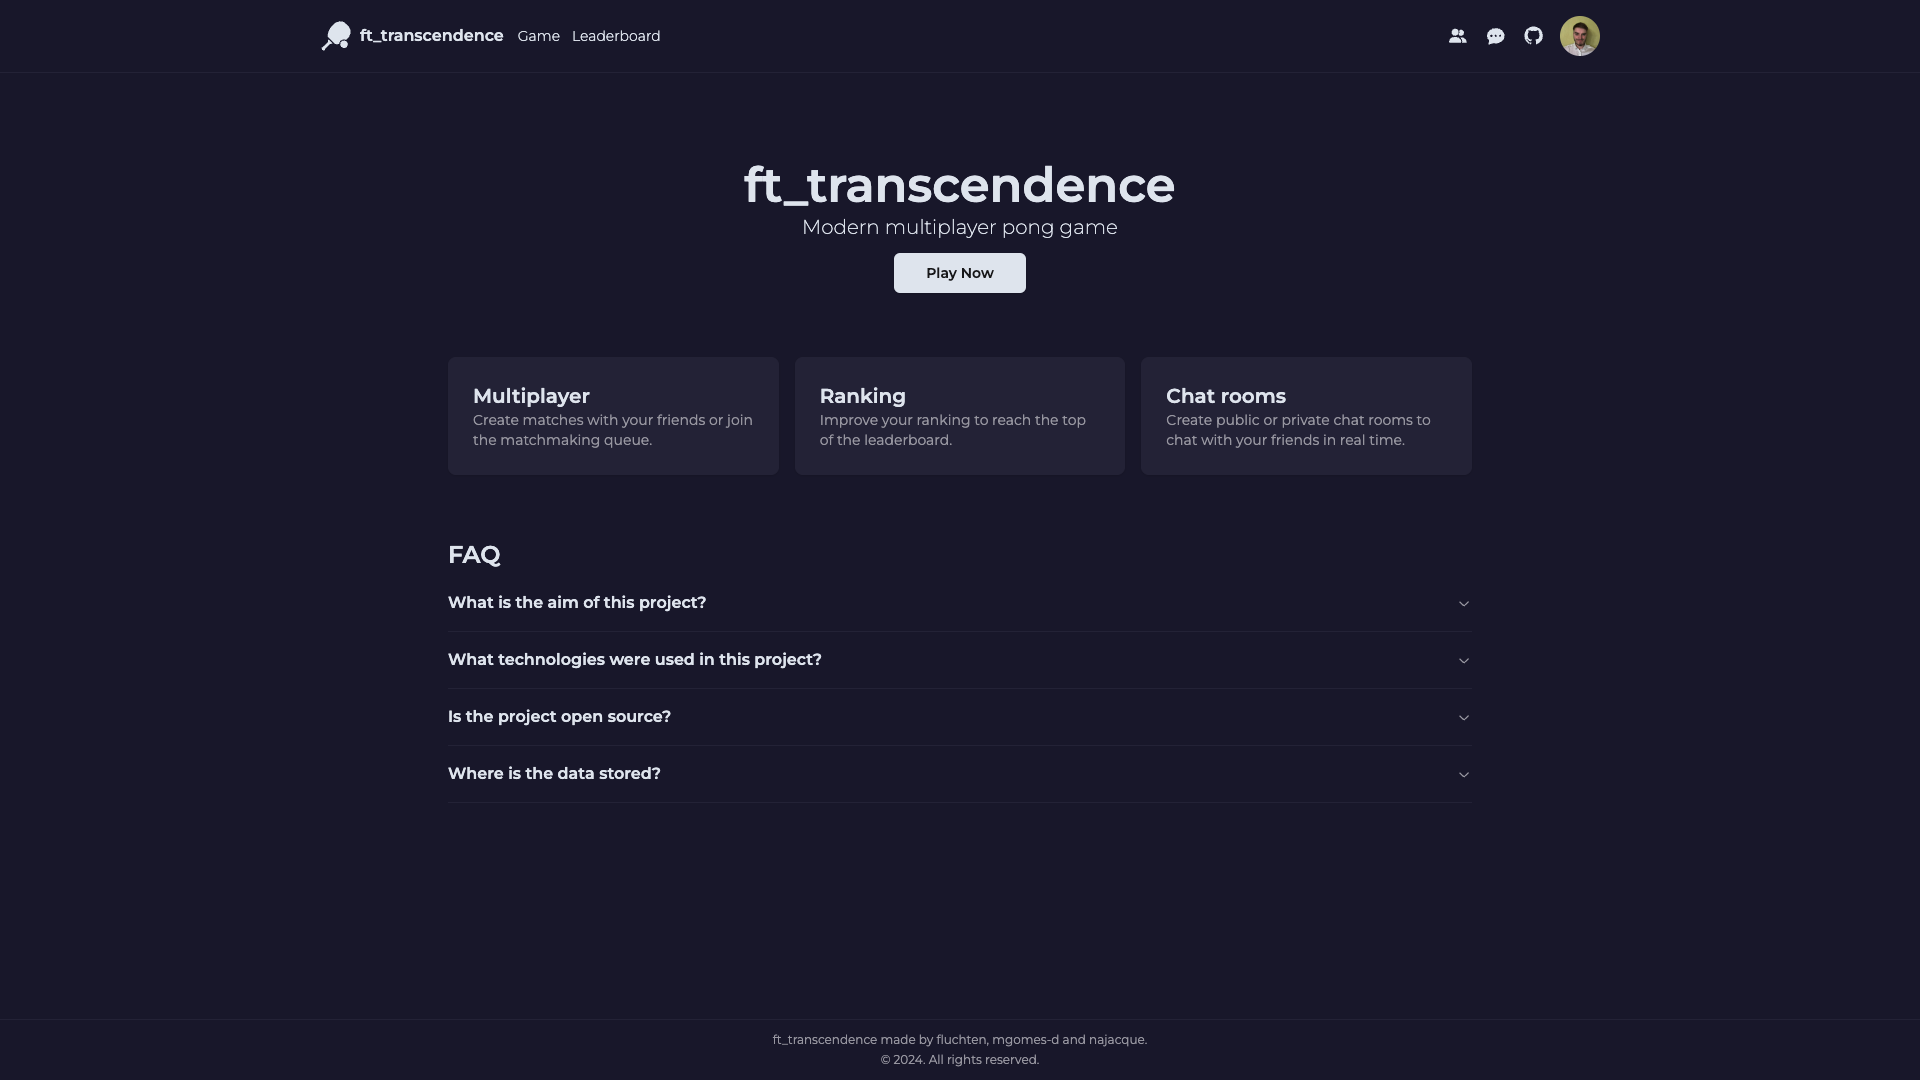 ft_transcendence Game Leaderboard
ft_transcendence
Modern multiplayer pong game
Play Now
Multiplayer
Create matches with your friends or join
the matchmaking queue.
Ranking
Improve your ranking to reach the top
of the leaderboard.
Chat rooms
Create public or private chat rooms to
chat with your friends in real time.
FAQ
What is the aim of this project?
What technologies were used in this project?
Is the project open source?
Where is the data stored?
ft_transcendence made by fluchten, mgomes-d and najacque.
© 2024. All rights reserved.